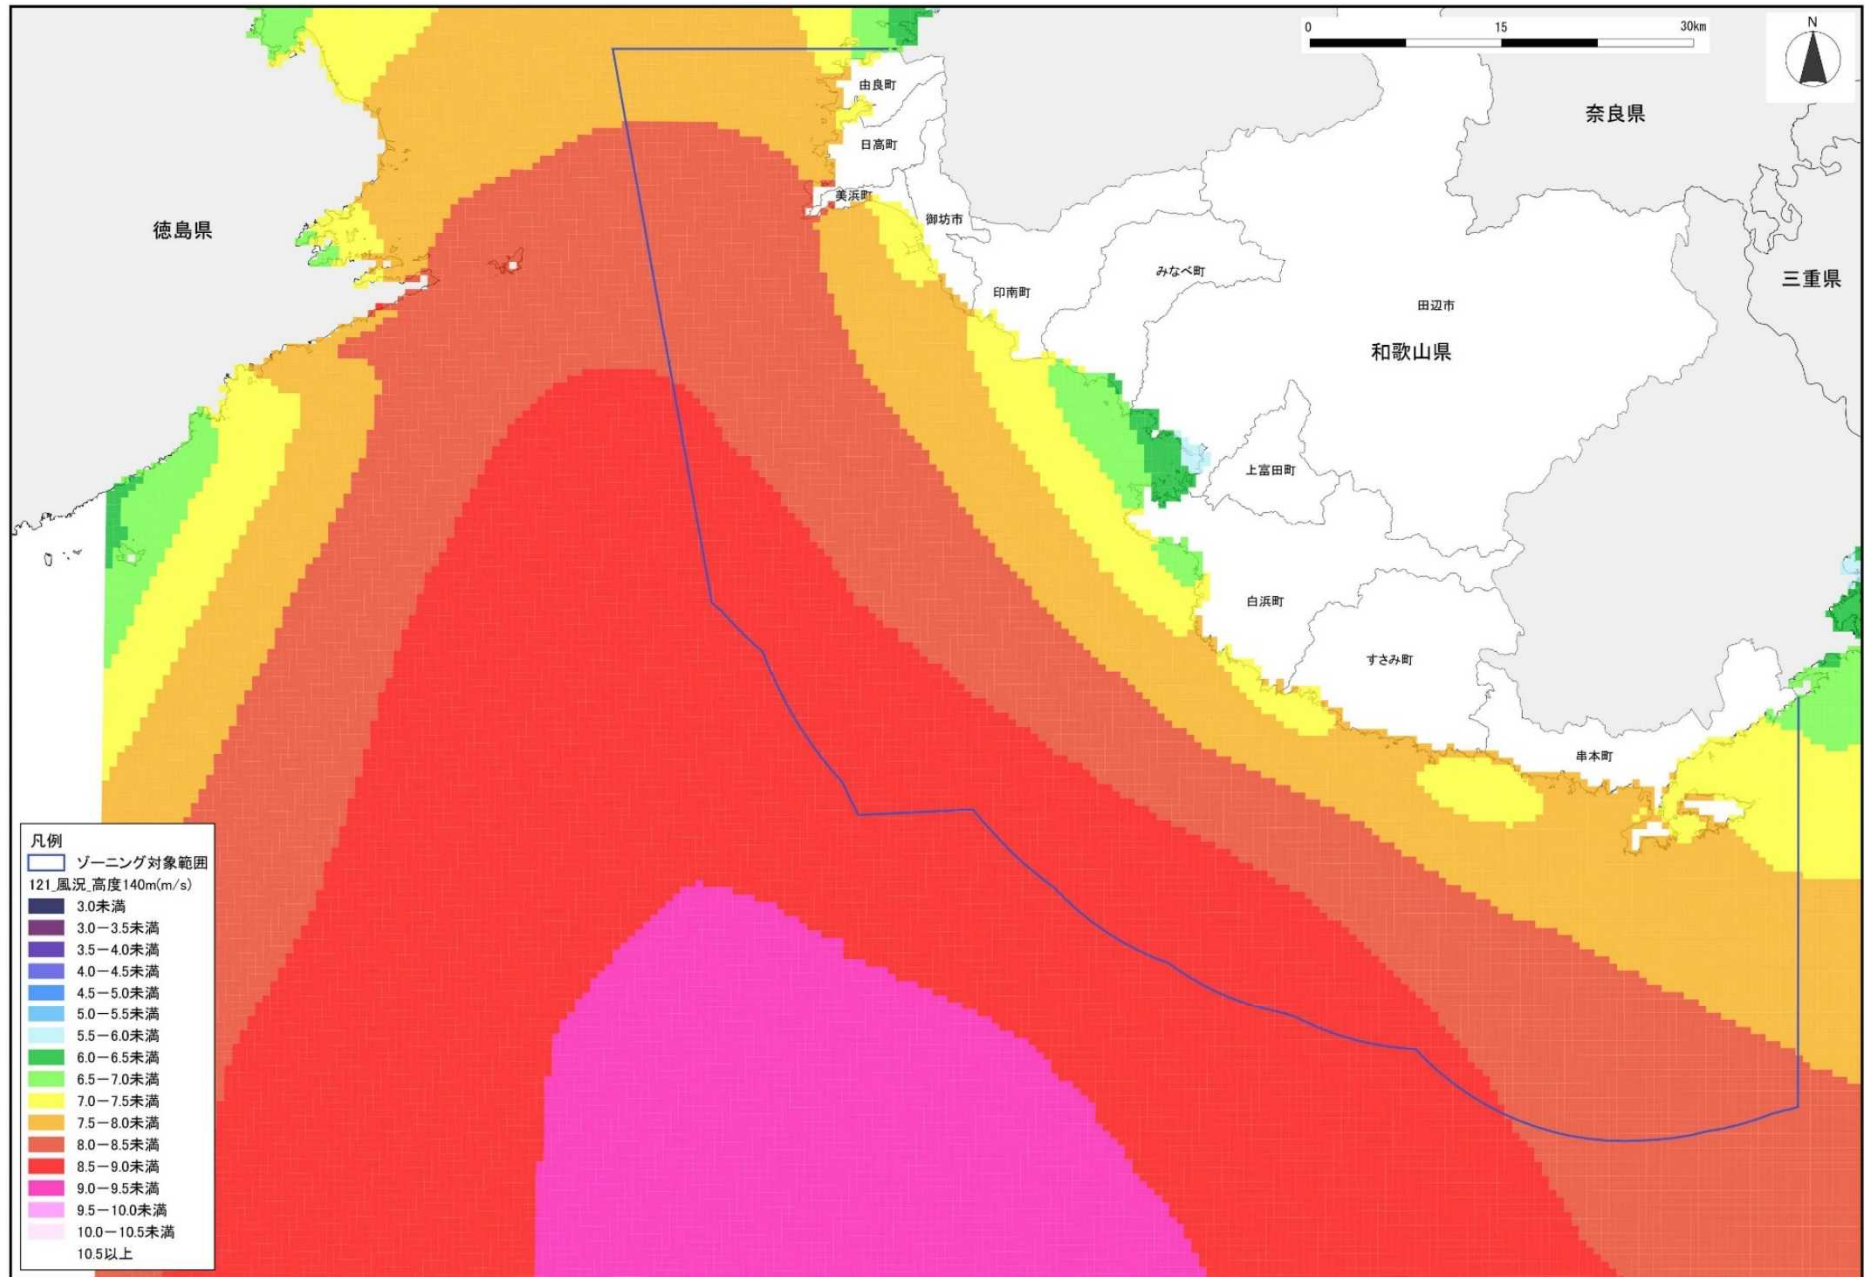 0 15 30km
N
由良町
奈良県
日高町
美浜町
徳島県
御坊市
みなべ町
三重県
印南町
田辺市
和歌山県
上富田町
白浜町
すさみ町
串本町
凡例
ゾーニング対象範囲
121_風況_高度140m(m/s)
3.0未満
3.0－3.5未満
3.5－4.0未満
4.0－4.5未満
4.5－5.0未満
5.0－5.5未満
5.5－6.0未満
6.0－6.5未満
6.5－7.0未満
7.0－7.5未満
7.5－8.0未満
8.0－8.5未満
8.5－9.0未満
9.0－9.5未満
9.5－10.0未満
10.0－10.5未満
10.5以上